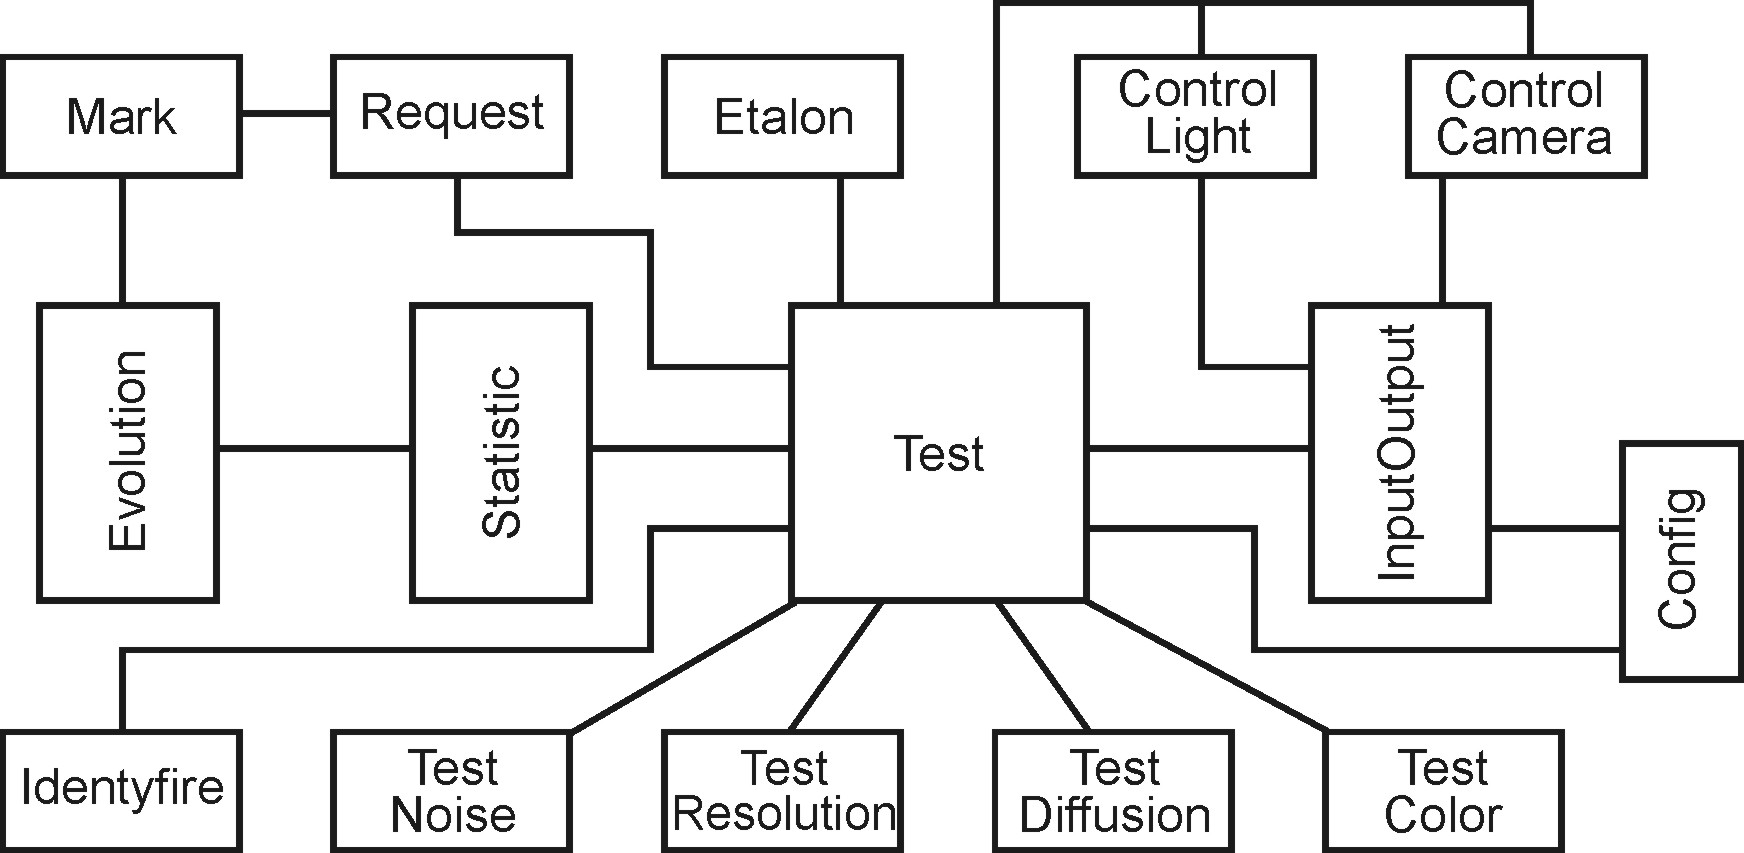 Mark
Request
Etalon
Control
Light
Control
Camera
Evolution
Statistic
Test
InputOutput
Config
Identyfire
Test
Noise
Test
Resolution
Test
Diffusion
Test
Color